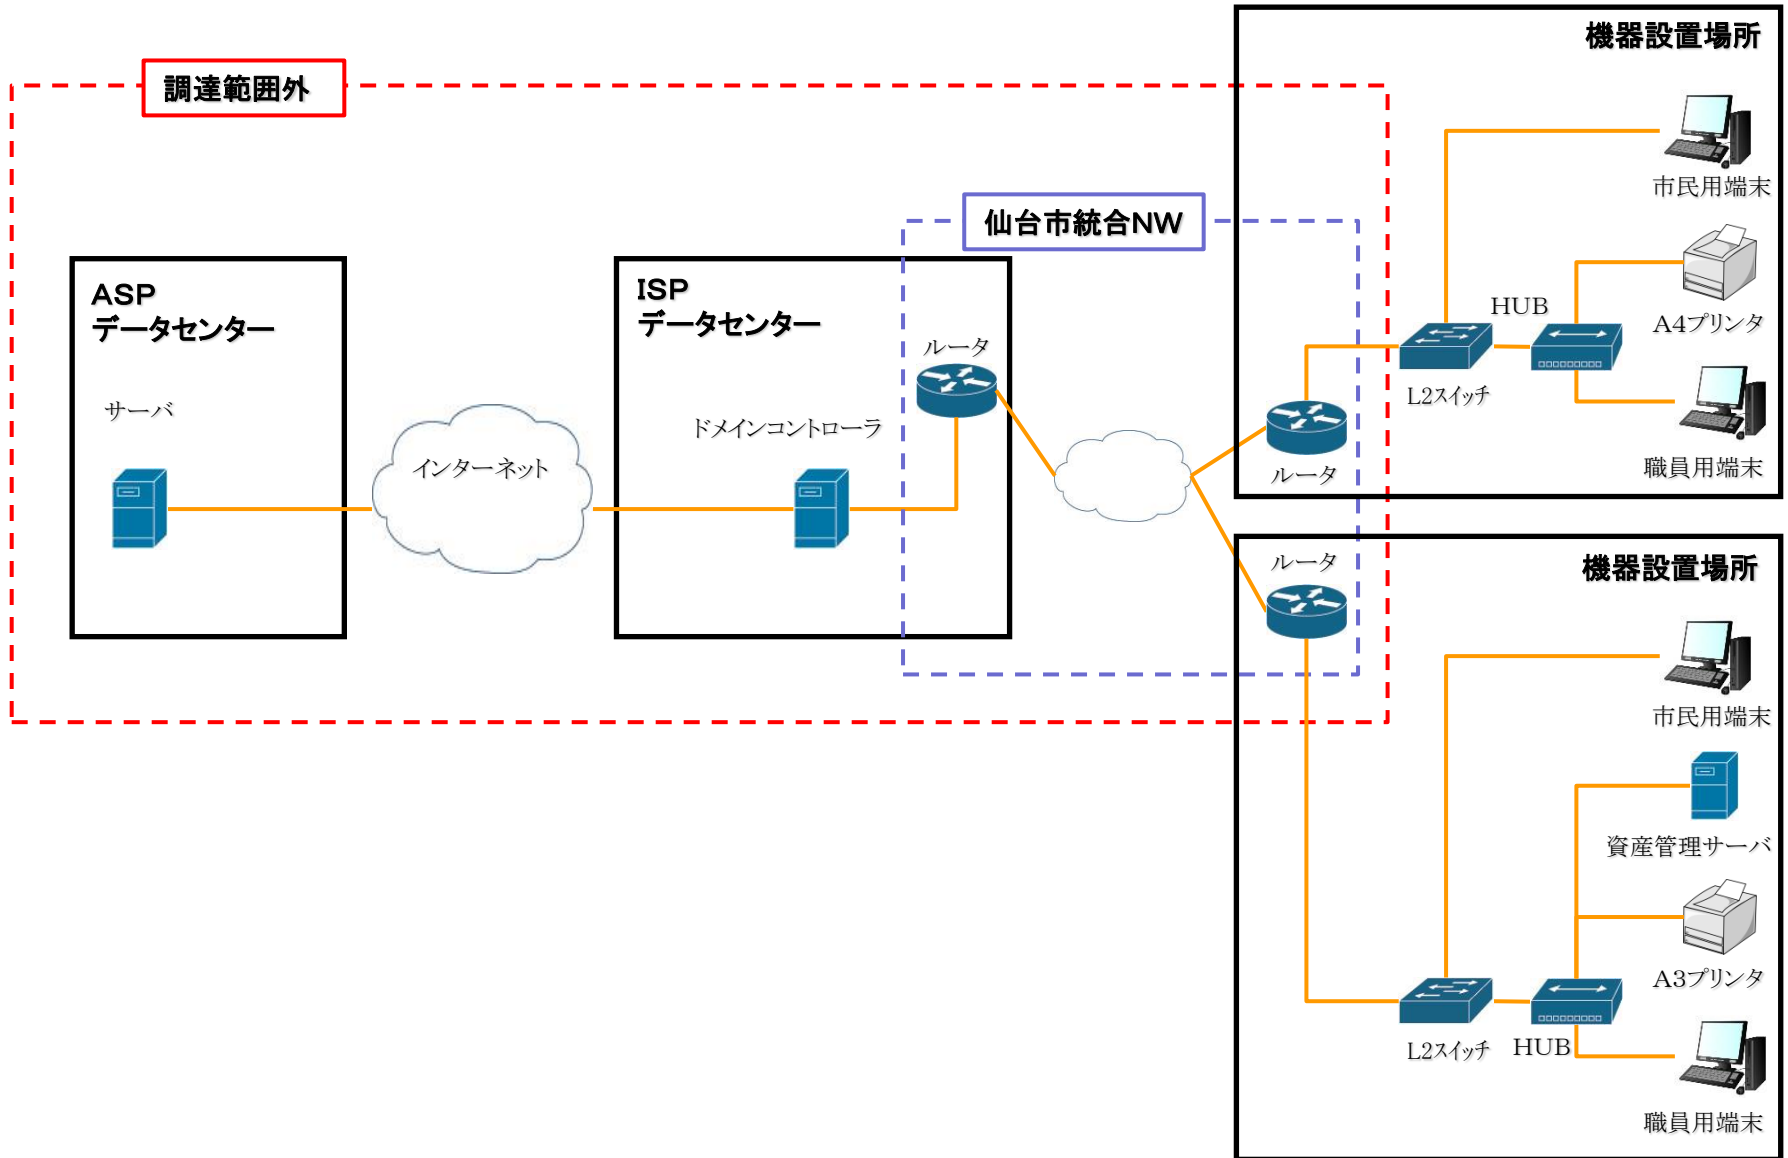 調達範囲外
仙台市統合NW
ASP
データセンター
サーバ
インターネット
ISP
データセンター
ルータ
ドメインコントローラ
機器設置場所
市民用端末
HUB
A4プリンタ
L2スイッチ
職員用端末
ルータ
機器設置場所
ルータ
市民用端末
資産管理サーバ
A3プリンタ
L2スイッチ
HUB
職員用端末